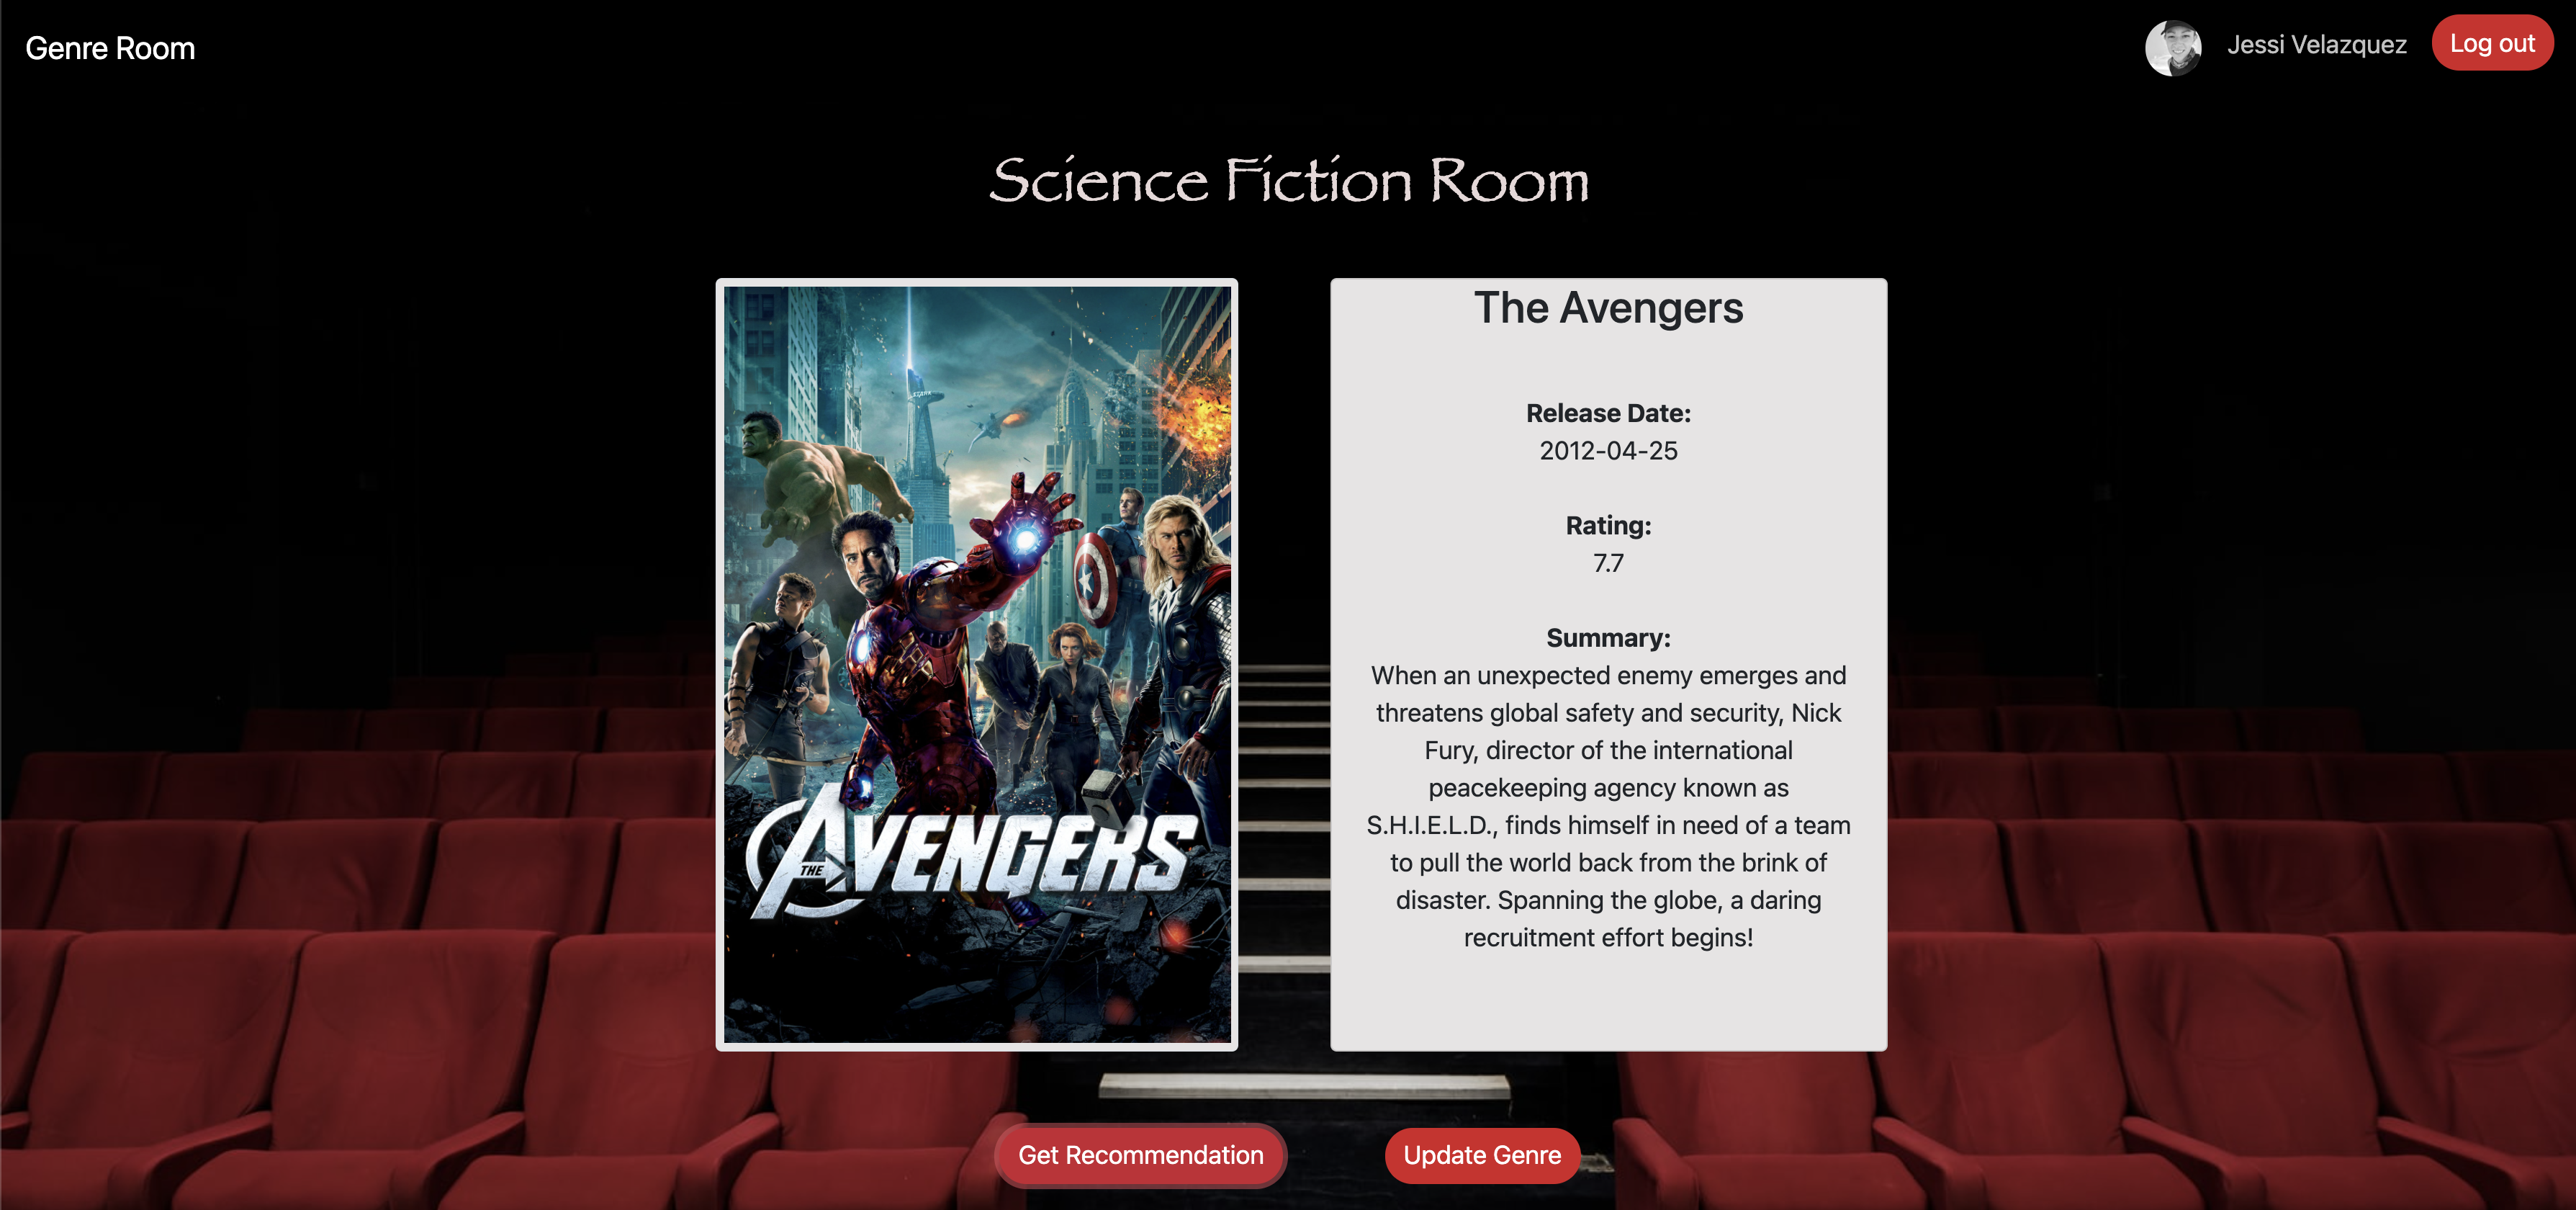 Genre Room
Jessi Velazquez
Log out
Science Fiction Room
STARK
THE
AVENGERS
The Avengers
Release Date:
2012-04-25
Rating:
7.7
Summary:
When an unexpected enemy emerges and
threatens global safety and security, Nick
Fury, director of the international
peacekeeping agency known as
S.H.I.E.L.D., finds himself in need of a team
to pull the world back from the brink of
disaster. Spanning the globe, a daring
recruitment effort begins!
Get Recommendation
Update Genre